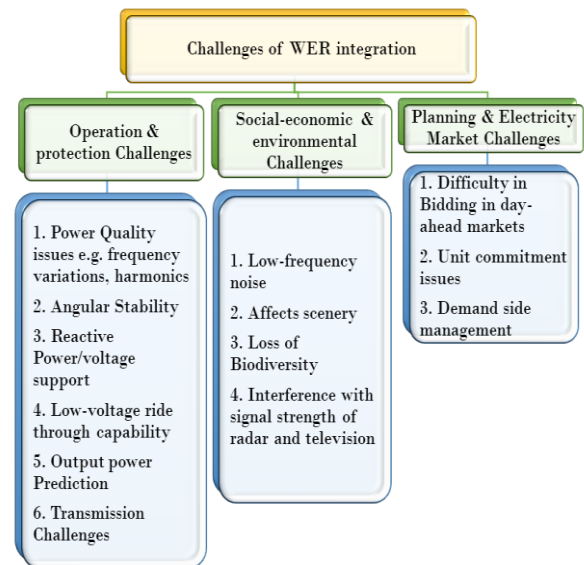 Challenges of WER integration
Operation &
protection Challenges
Social-economic &
environmental
Challenges
Planning & Electricity
Market Challenges
1. Power Quality
issues e.g. frequency
variations, harmonics
2. Angular Stability
3. Reactive
Power/voltage
support
4. Low-voltage ride
through capability
5. Output power
Prediction
6. Transmission
Challenges
1. Low-frequency
noise
2. Affects scenery
3. Loss of
Biodiversity
4. Interference with
signal strength of
radar and television
1. Difficulty in
Bidding in day-
ahead markets
2. Unit commitment
issues
3. Demand side
management